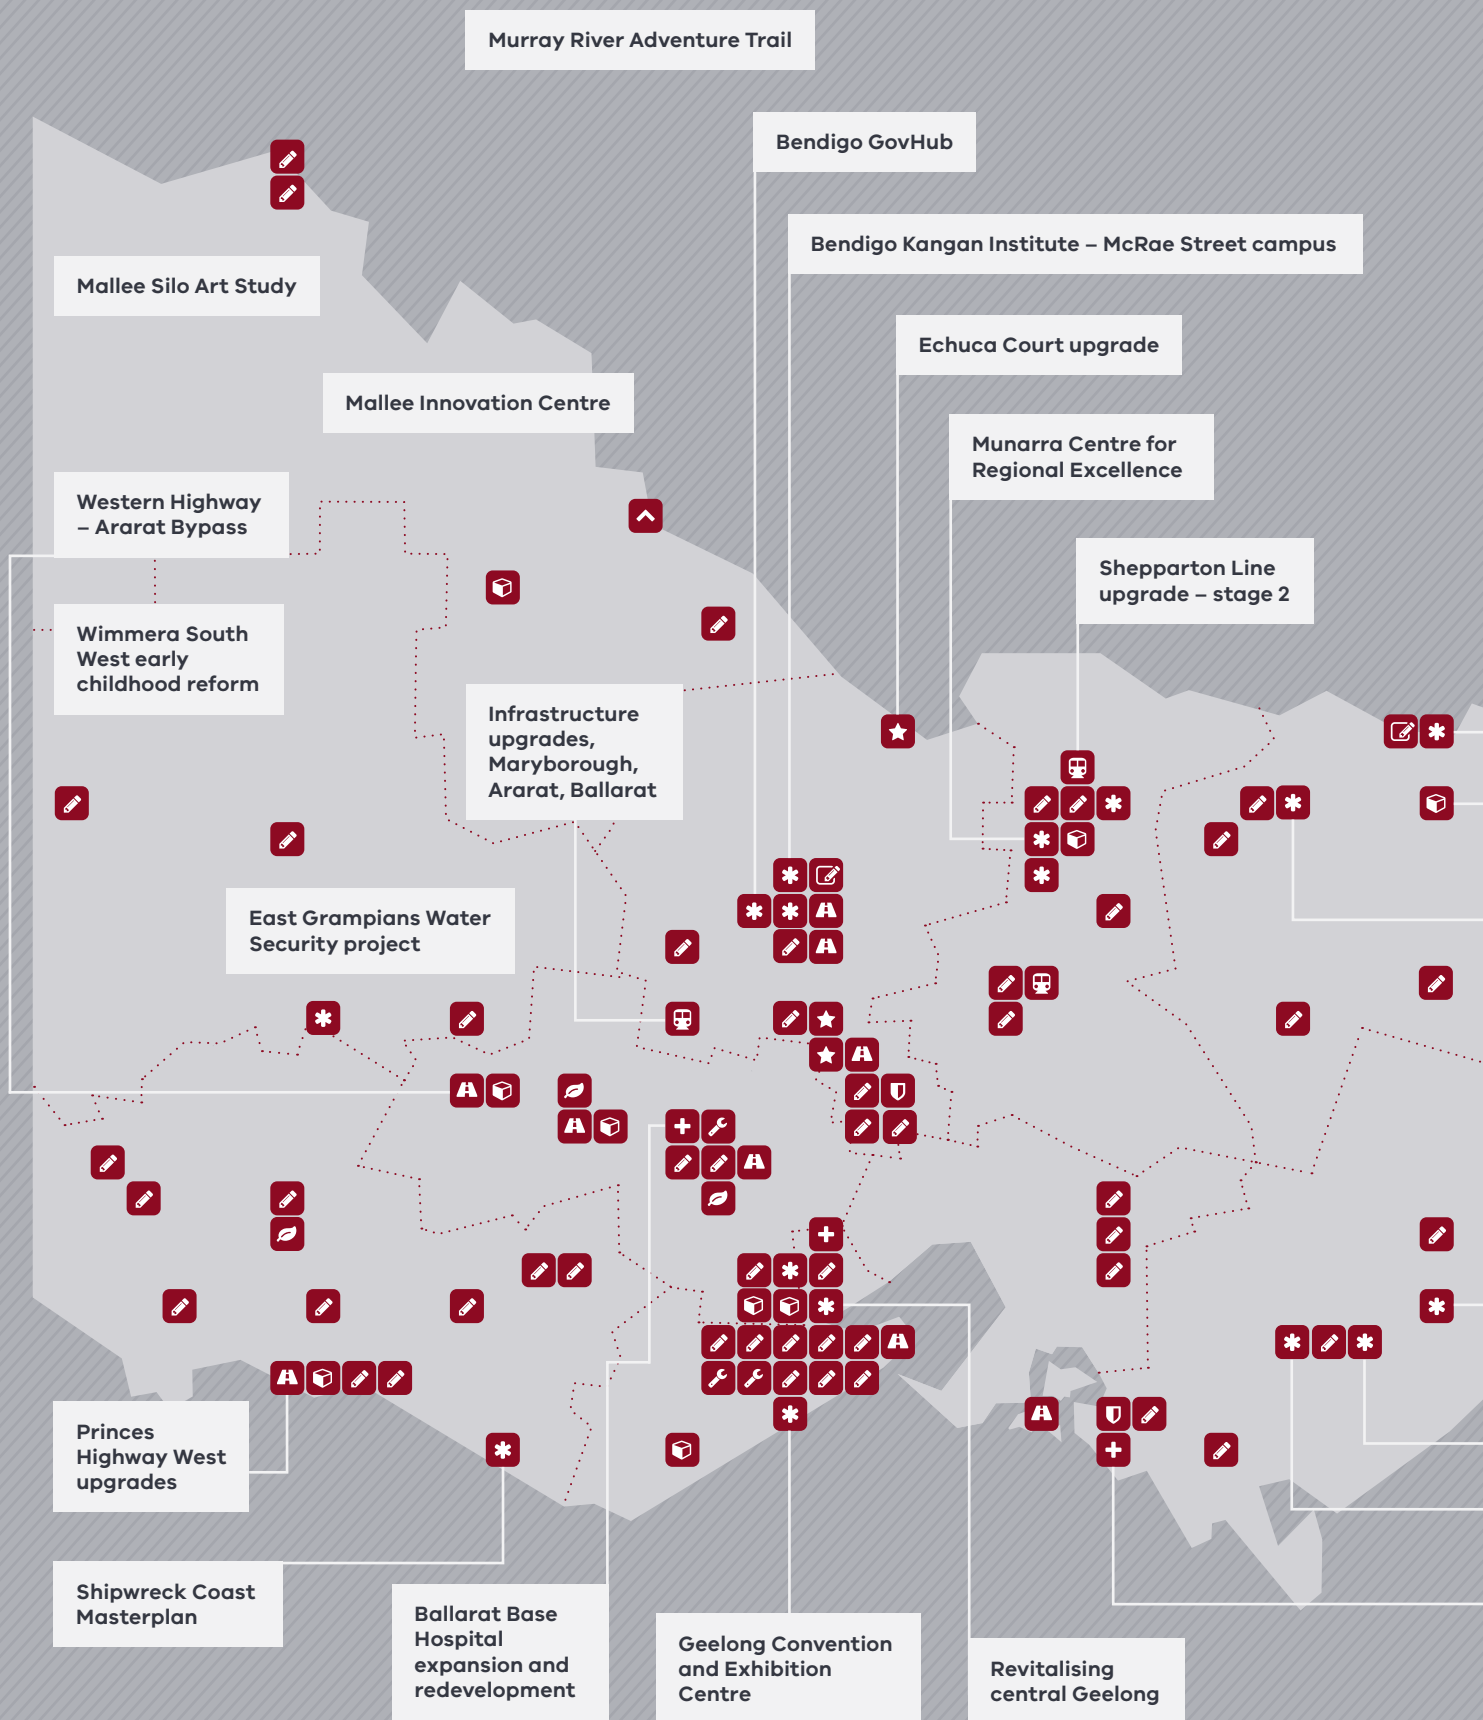 Murray River Adventure Trail
Bendigo GovHub
Bendigo Kangan Institute – McRae Street campus
Mallee Silo Art Study
Echuca Court upgrade
Mallee Innovation Centre
Munarra Centre for
Regional Excellence
Western Highway
– Ararat Bypass
Shepparton Line
upgrade – stage 2
Wimmera South
West early
childhood reform
Infrastructure
upgrades,
Maryborough,
Ararat, Ballarat
East Grampians Water
Security project
Princes
Highway West
upgrades
Shipwreck Coast
Masterplan
Ballarat Base
Hospital
expansion and
redevelopment
Geelong Convention
and Exhibition
Centre
Revitalising
central Geelong